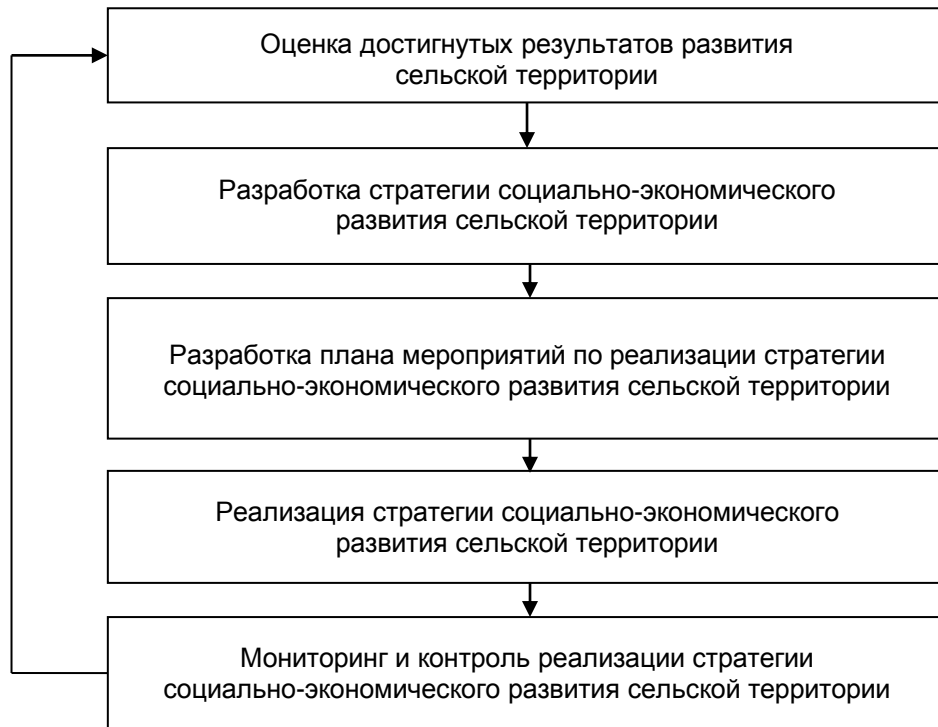 Оценка достигнутых результатов развития
сельской территории
Разработка стратегии социально-экономического
развития сельской территории
Разработка плана мероприятий по реализации стратегии
социально-экономического развития сельской территории
Реализация стратегии социально-экономического
развития сельской территории
Мониторинг и контроль реализации стратегии
социально-экономического развития сельской территории